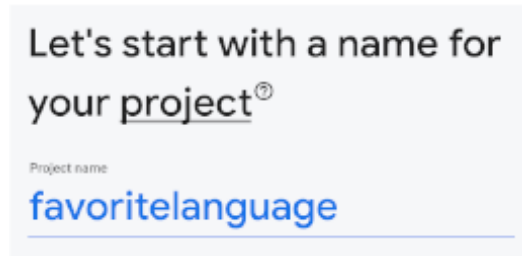 Let's start with a name for
your project
Project name
favoritelanguage